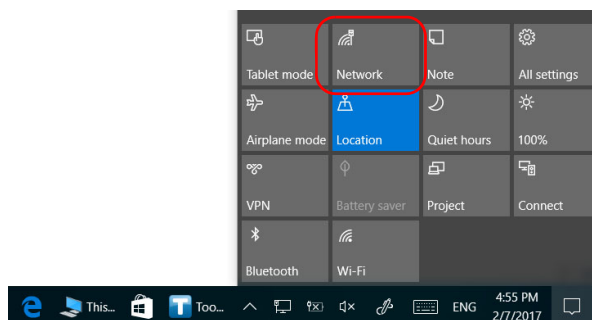 Tablet mode Network Note All settings
Airplane mode Location Quiet hours 100%
VPN Battery saver Project Connect
Bluetooth Wi-Fi
This... Too... ENG 4:55 PM
2/7/2017